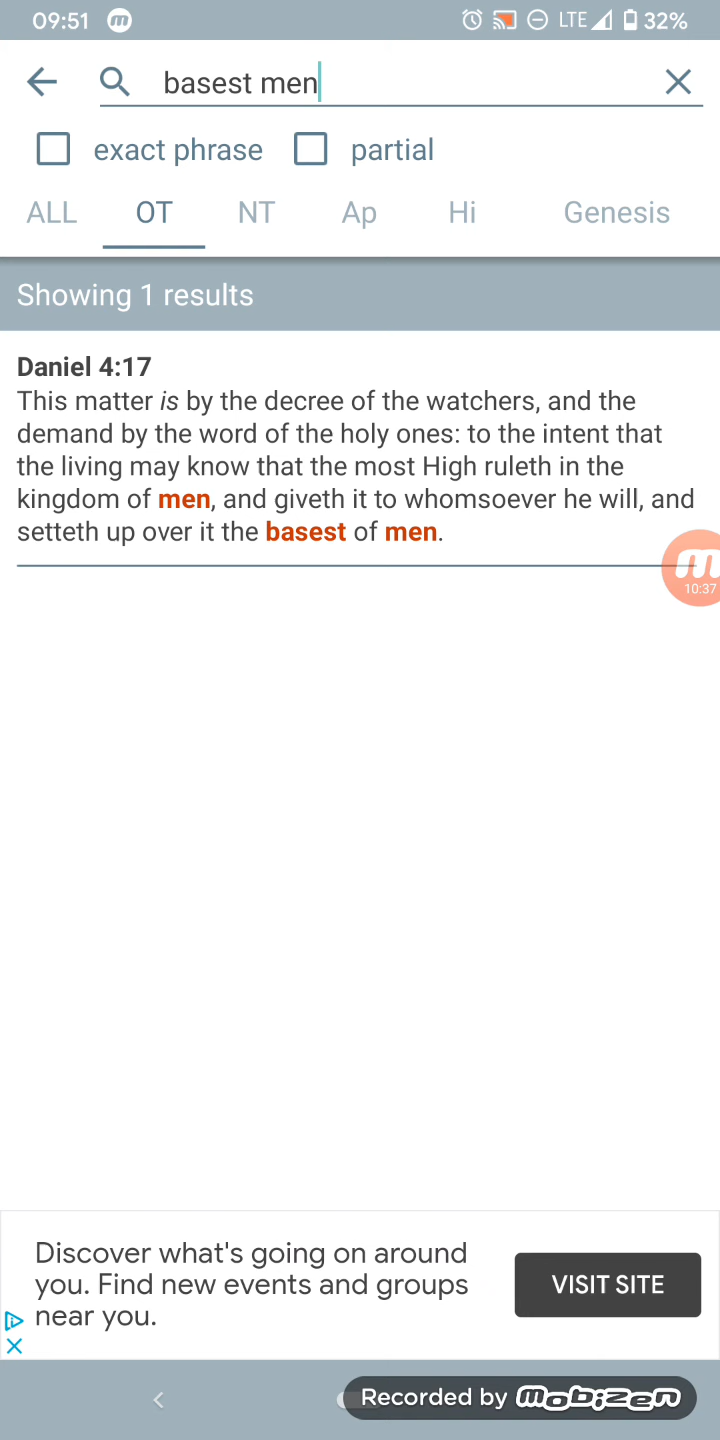 09:51 m LTE 32%
basest men
exact phrase partial
ALL OT NT Ap Hi Genesis
Showing 1 results
Daniel 4:17
This matter is by the decree of the watchers, and the
demand by the word of the holy ones: to the intent that
the living may know that the most High ruleth in the
kingdom of men, and giveth it to whomsoever he will, and
setteth up over it the basest of men.
m
10:37
Discover what's going on around
you. Find new events and groups
near you.
VISIT SITE
Recorded by mobizen